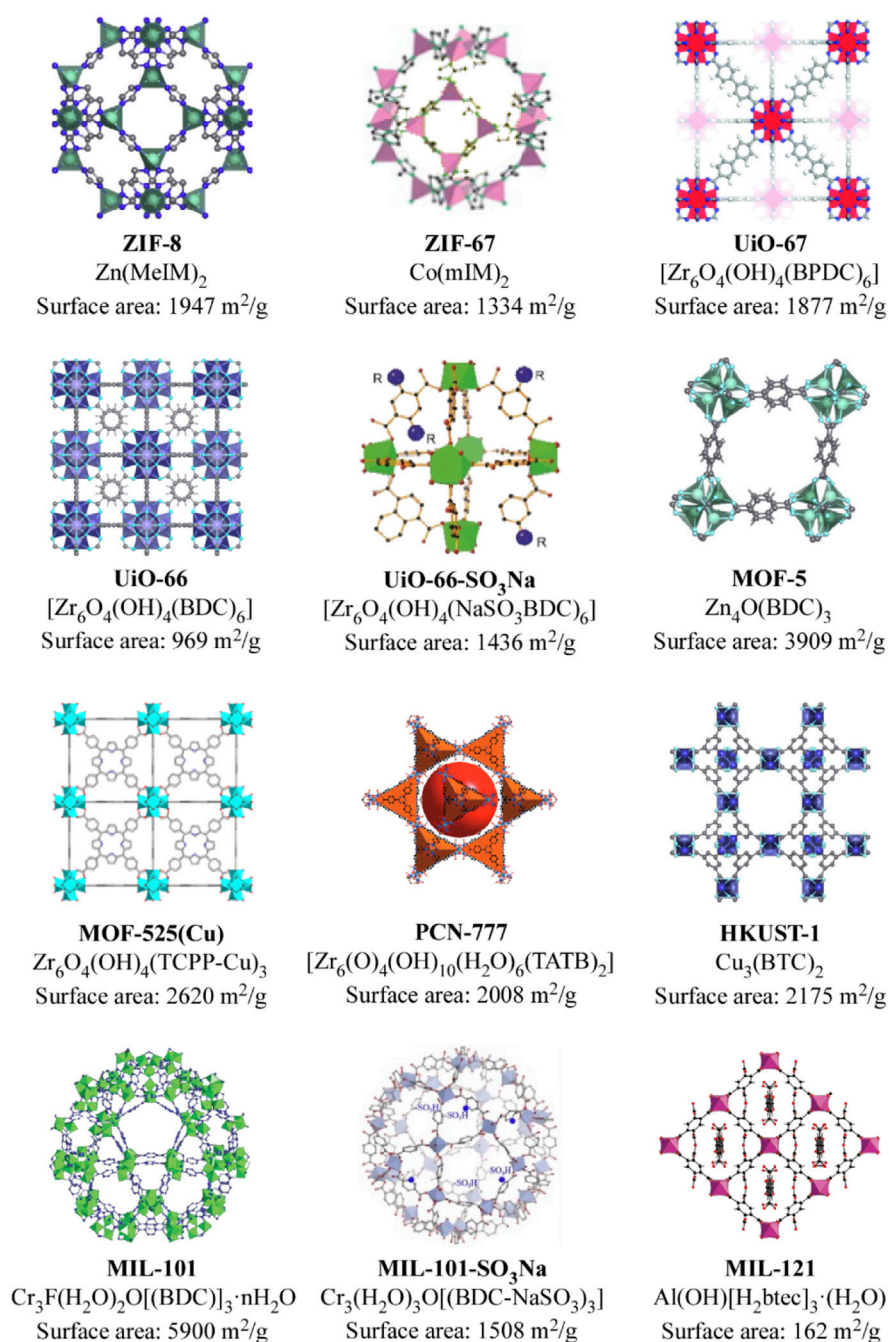 ZIF-8
Zn(MeIM)₂
Surface area: 1947 m²/g
ZIF-67
Co(mIM)₂
Surface area: 1334 m²/g
UiO-67
[Zr₆O₄(OH)₄(BPDC)₆]
Surface area: 1877 m²/g
R
R
R
UiO-66
[Zr₆O₄(OH)₄(BDC)₆]
Surface area: 969 m²/g
UiO-66-SO₃Na
[Zr₆O₄(OH)₄(NaSO₃BDC)₆]
Surface area: 1436 m²/g
MOF-5
Zn₄O(BDC)₃
Surface area: 3909 m²/g
MOF-525(Cu)
Zr₆O₄(OH)₄(TCPP-Cu)₃
Surface area: 2620 m²/g
PCN-777
[Zr₆(O)₄(OH)₁₀(H₂O)₆(TATB)₂]
Surface area: 2008 m²/g
HKUST-1
Cu₃(BTC)₂
Surface area: 2175 m²/g
-SO₃H
-SO₃H
-SO₃H
SO₃H
MIL-101
Cr₃F(H₂O)₂O[(BDC)]₃·nH₂O
Surface area: 5900 m²/g
MIL-101-SO₃Na
Cr₃(H₂O)₃O[(BDC-NaSO₃)₃]
Surface area: 1508 m²/g
MIL-121
Al(OH)[H₂btec]₃·(H₂O)
Surface area: 162 m²/g